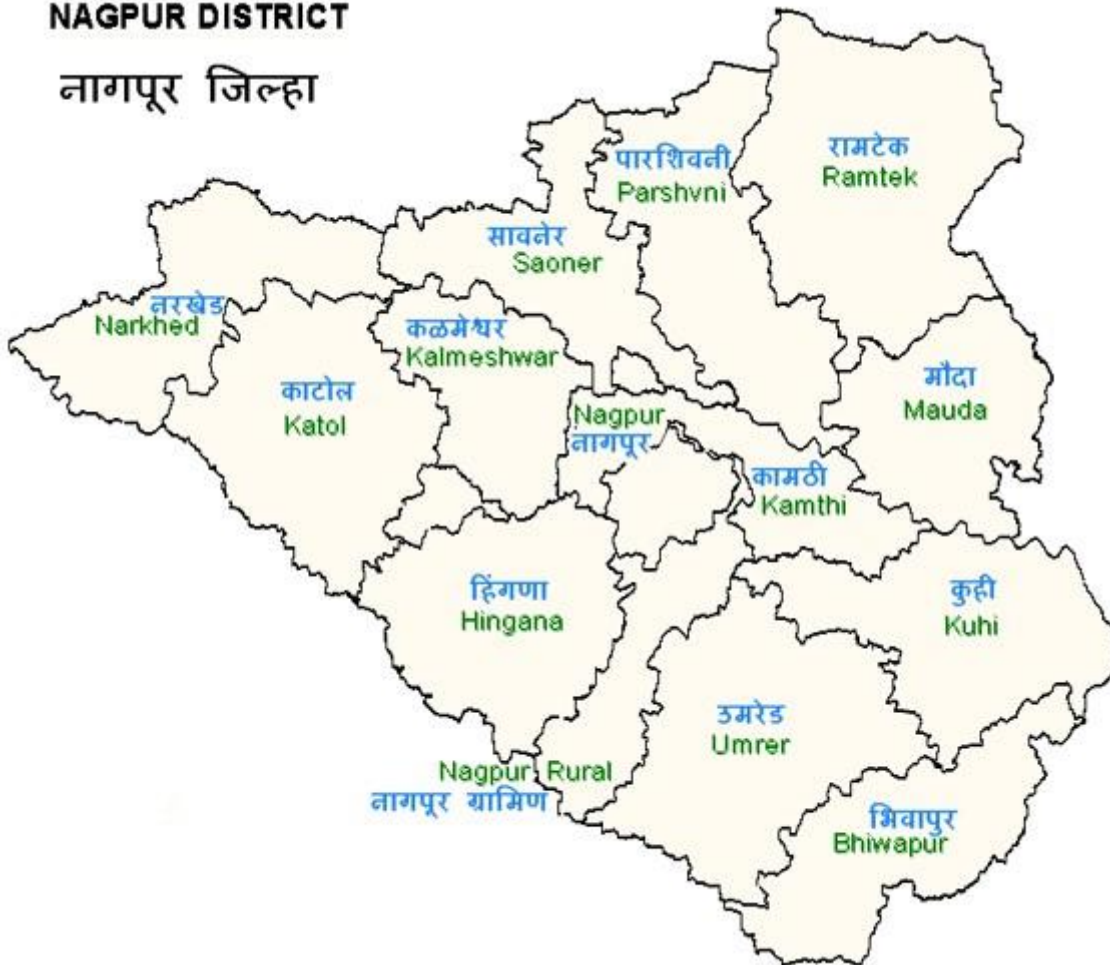 NAGPUR DISTRICT
नागपूर जिल्हा
पारशिवनी
Parshvni
रामटेक
Ramtek
सावनेर
Saoner
नरखेड
Narkhed
कळमेश्वर
Kalmeshwar
काटोल
Katol
मौदा
Mauda
Nagpur
नागपूर
कामठी
Kamthi
हिंगणा
Hingana
कुही
Kuhi
उमरेड
Umrer
Nagpur Rural
नागपूर ग्रामिण
भिवापुर
Bhiwapur